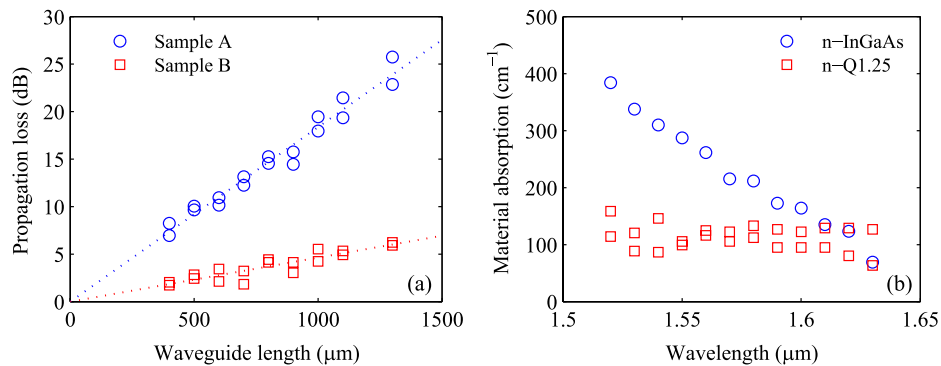 30
25
20
15
10
5
0
0
500
1000
1500
Propagation loss (dB)
Waveguide length (μm)
Sample A
Sample B
(a)
500
400
300
200
100
0
1.5
1.55
1.6
1.65
Material absorption (cm⁻¹)
Wavelength (μm)
n−InGaAs
n−Q1.25
(b)